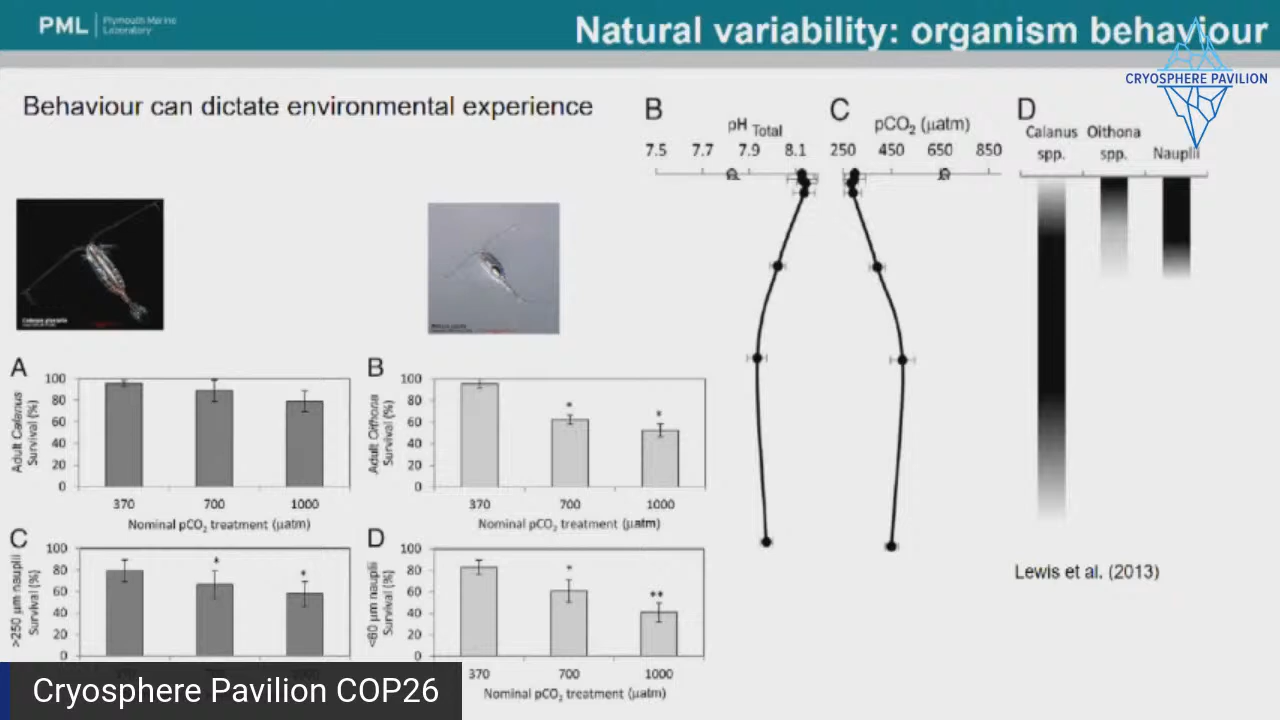 PML
Plymouth Marine
Laboratory
Natural variability: organism behaviour
CRYOSPHERE PAVILION
Behaviour can dictate environmental experience
B
pH Total
7.5 7.7 7.9 8.1
C
pCO₂ (µatm)
250 450 650 850
D
Calanus spp.
Oithona spp.
Nauplii
A
Adult Calanus
Survival (%)
100
80
60
40
20
0
370 700 1000
Nominal pCO₂ treatment (µatm)
B
Adult Oithona
Survival (%)
100
80
60
40
20
0
* *
370 700 1000
Nominal pCO₂ treatment (µatm)
C
>250 µm nauplii
Survival (%)
100
80
60
40
20
0
* *
D
<60 µm nauplii
Survival (%)
100
80
60
40
20
0
* **
370 700 1000
Nominal pCO₂ treatment (µatm)
Lewis et al. (2013)
Cryosphere Pavilion COP26